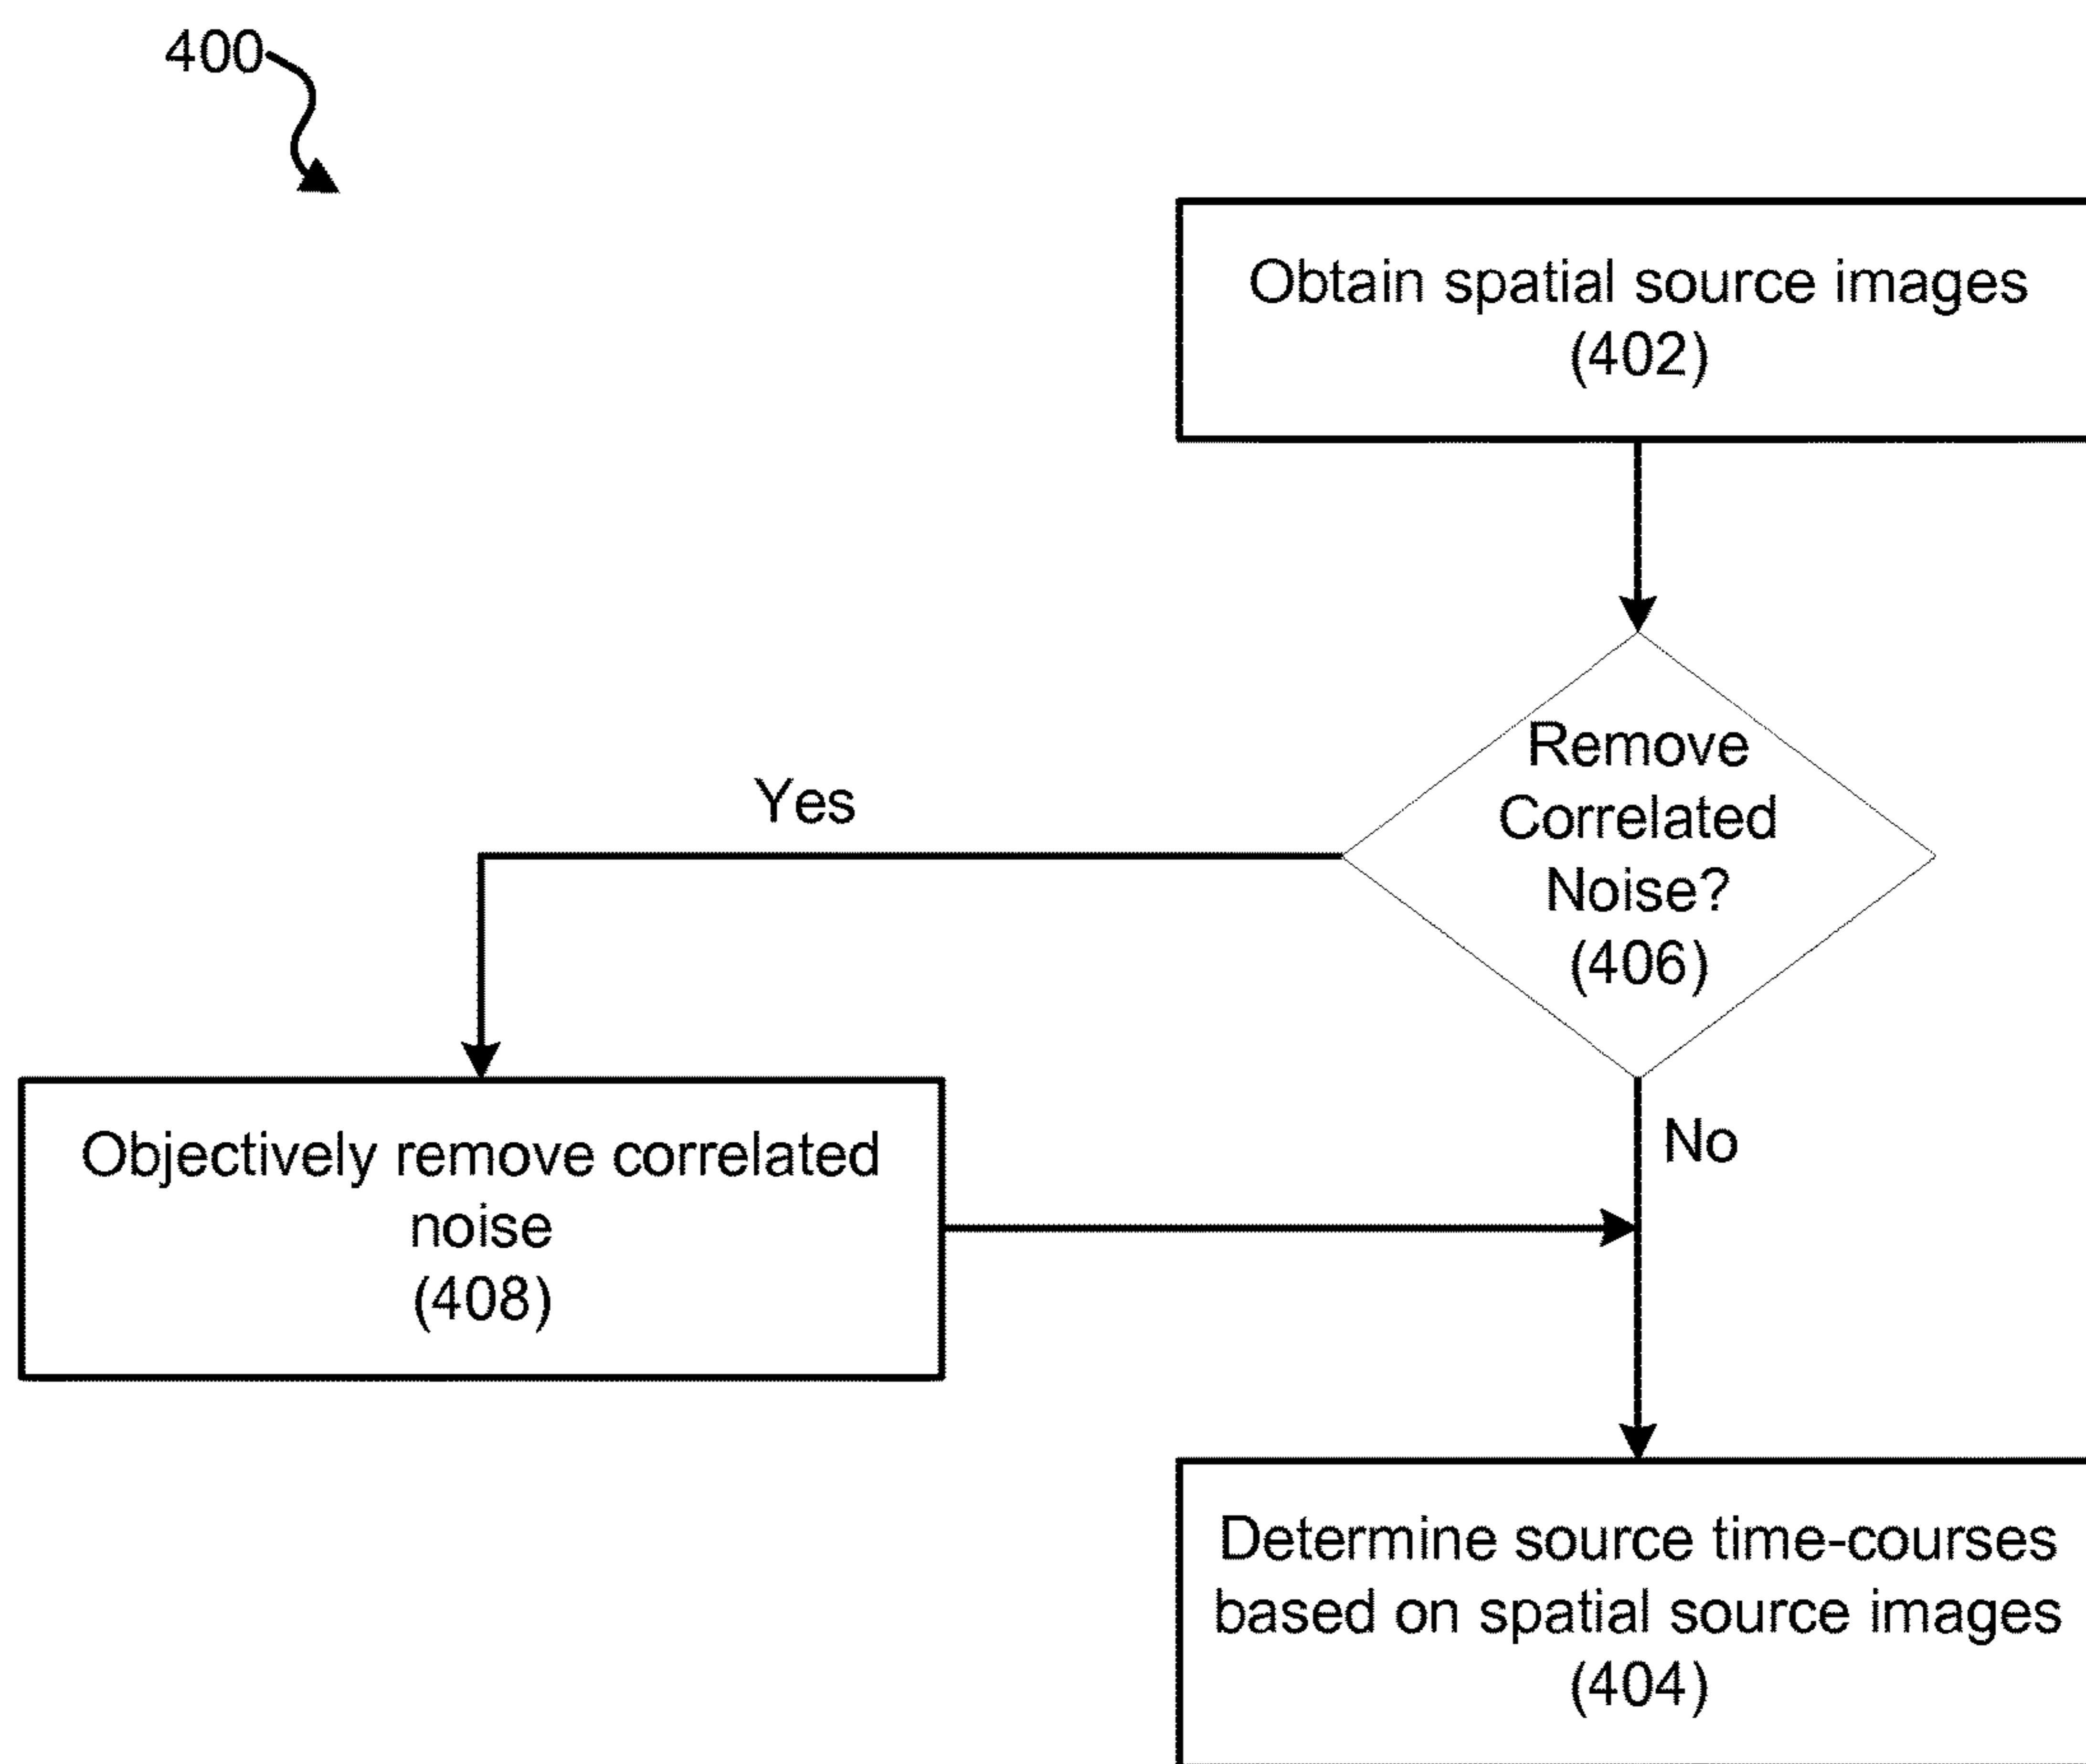 400
Obtain spatial source images
(402)
Remove
Correlated
Noise?
(406)
Yes
No
Objectively remove correlated
noise
(408)
Determine source time-courses
based on spatial source images
(404)